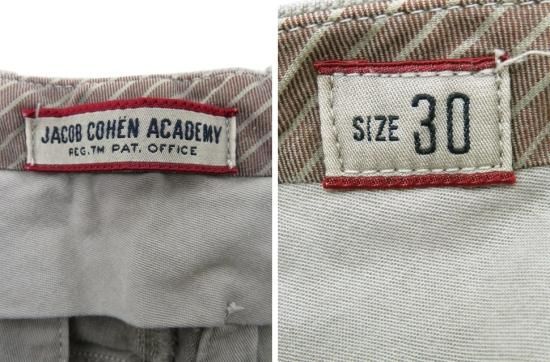 JACOB COHËN ACADEMY
REG.TM PAT. OFFICE
SIZE 30